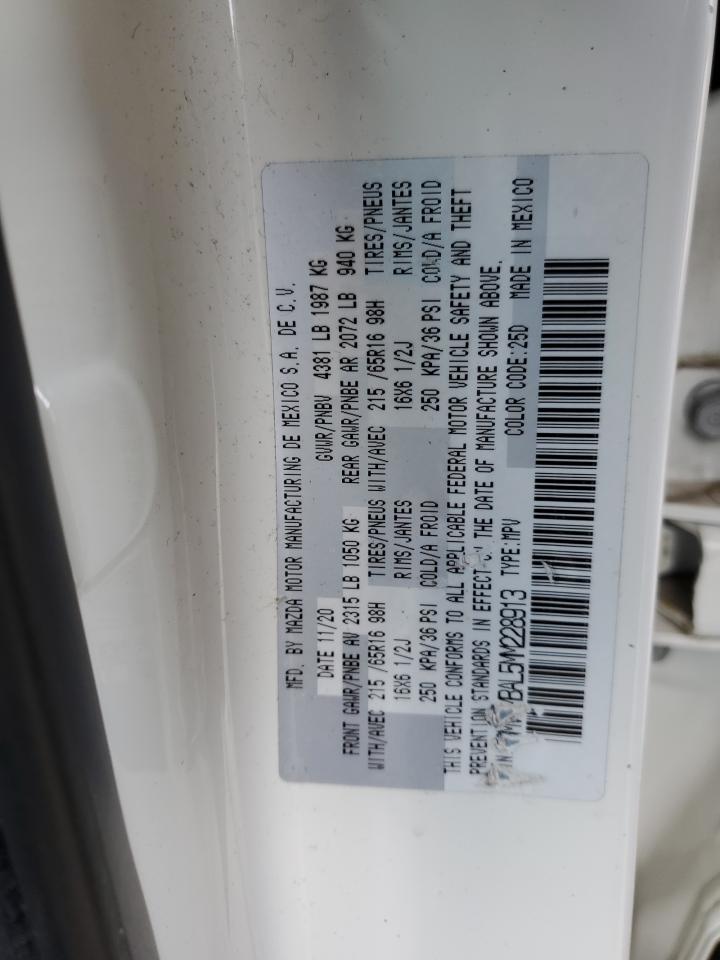 MFD. BY MAZDA MOTOR MANUFACTURING DE MEXICO S.A. DE C.V.
DATE 11/20 GVWR/PNBV 4381 LB 1987 KG
FRONT GAWR/PNBE AV 2315 LB 1050 KG REAR GAWR/PNBE AR 2072 LB 940 KG
WITH/AVEC 215 /65R16 98H TIRES/PNEUS WITH/AVEC 215 /65R16 98H TIRES/PNEUS
16X6 1/2J RIMS/JANTES 16X6 1/2J RIMS/JANTES
250 KPA/36 PSI COLD/A FROID 250 KPA/36 PSI COLD/A FROID
THIS VEHICLE CONFORMS TO ALL APPLICABLE FEDERAL MOTOR VEHICLE SAFETY AND THEFT
PREVENTION STANDARDS IN EFFECT ON THE DATE OF MANUFACTURE SHOWN ABOVE.
TYPE:MPV COLOR CODE:25D MADE IN MEXICO